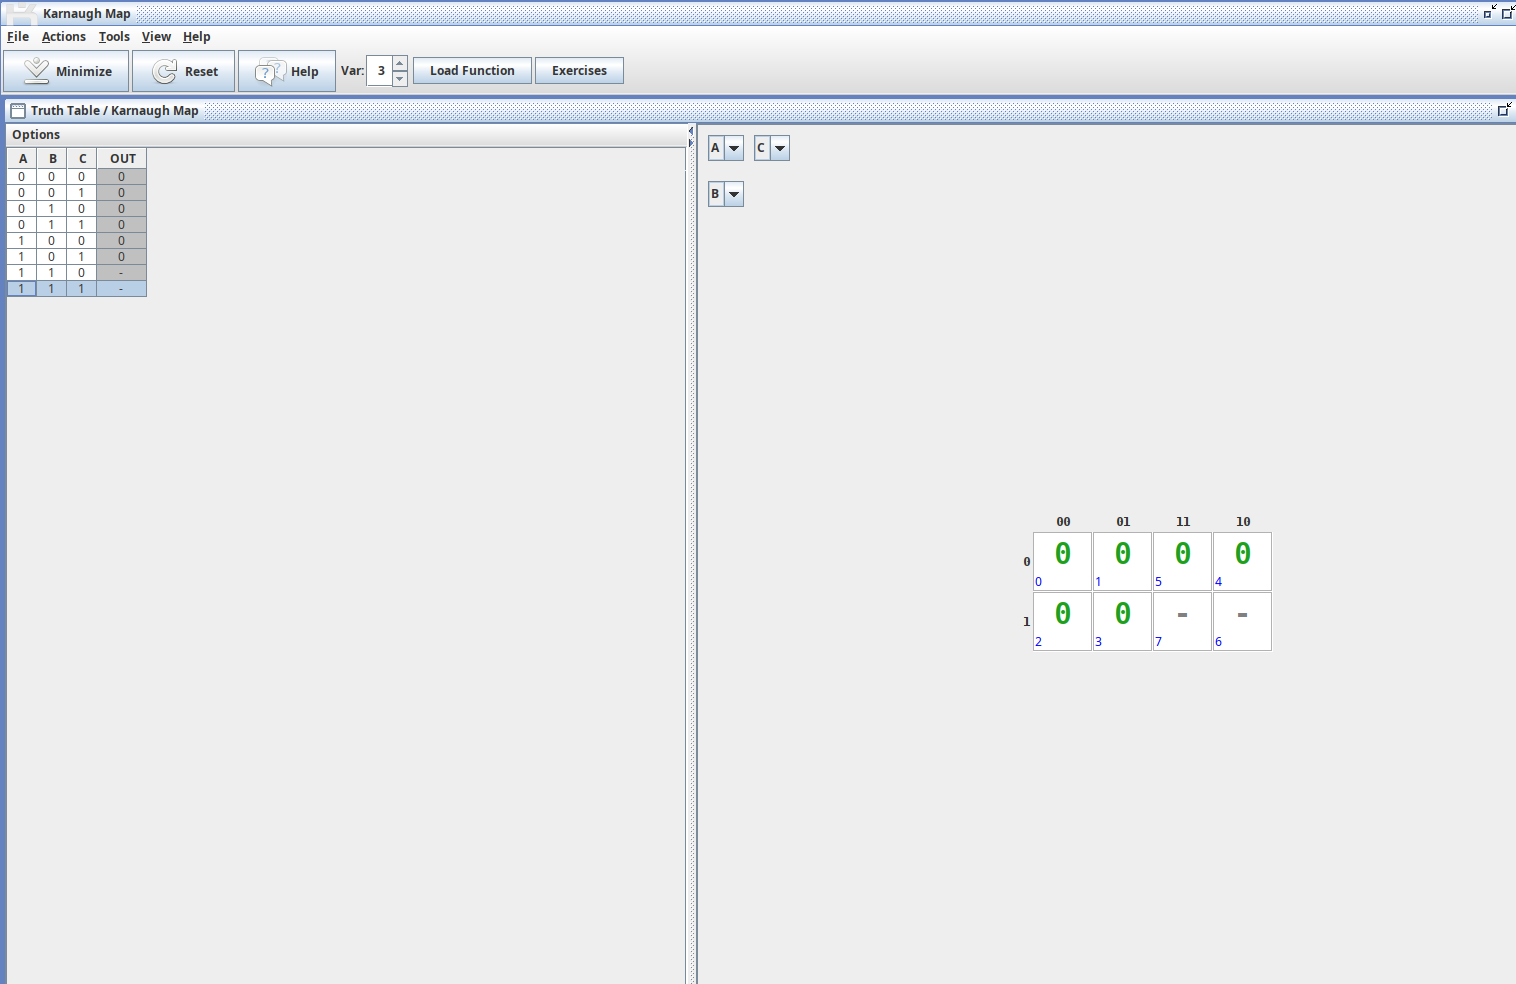 Karnaugh Map
File Actions Tools View Help
Minimize Reset Help Var: 3 Load Function Exercises
Truth Table / Karnaugh Map
Options
A B C OUT
0 0 0 0
0 0 1 0
0 1 0 0
0 1 1 0
1 0 0 0
1 0 1 0
1 1 0 -
1 1 1 -
A C
B
00 01 11 10
0 0 0 0 0
0 1 5 4
1 0 0 - -
2 3 7 6